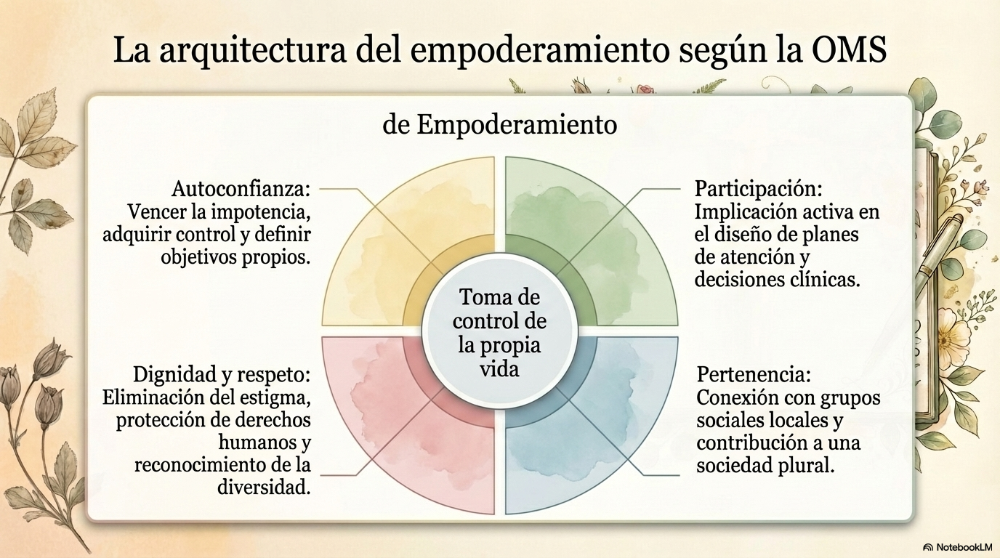 La arquitectura del empoderamiento según la OMS
de Empoderamiento
Autoconfianza:
Vencer la impotencia,
adquirir control y definir
objetivos propios.
Participación:
Implicación activa en
el diseño de planes
de atención y
decisiones clínicas.
Toma de
control de
la propia
vida
Dignidad y respeto:
Eliminación del estigma,
protección de derechos
humanos y
reconocimiento de la
diversidad.
Pertenencia:
Conexión con grupos
sociales locales y
contribución a una
sociedad plural.
NotebookLM